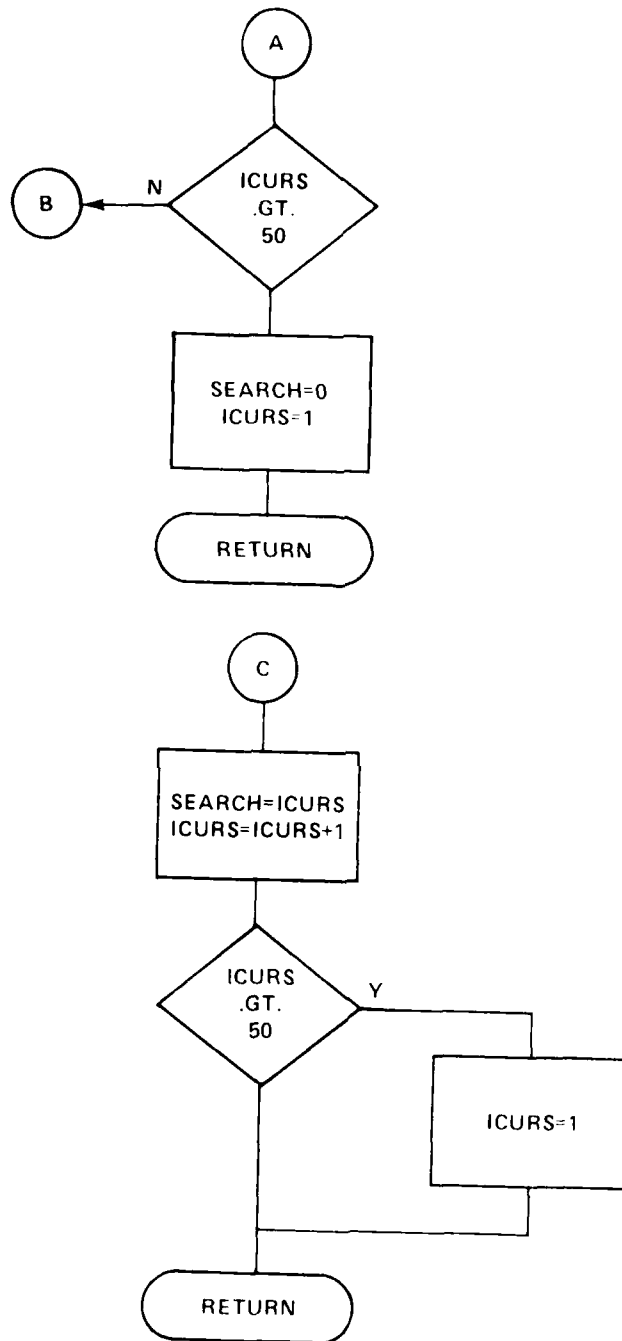 A
ICURS
.GT.
50
N
B
SEARCH=0
ICURS=1
RETURN
C
SEARCH=ICURS
ICURS=ICURS+1
ICURS
.GT.
50
Y
ICURS=1
RETURN